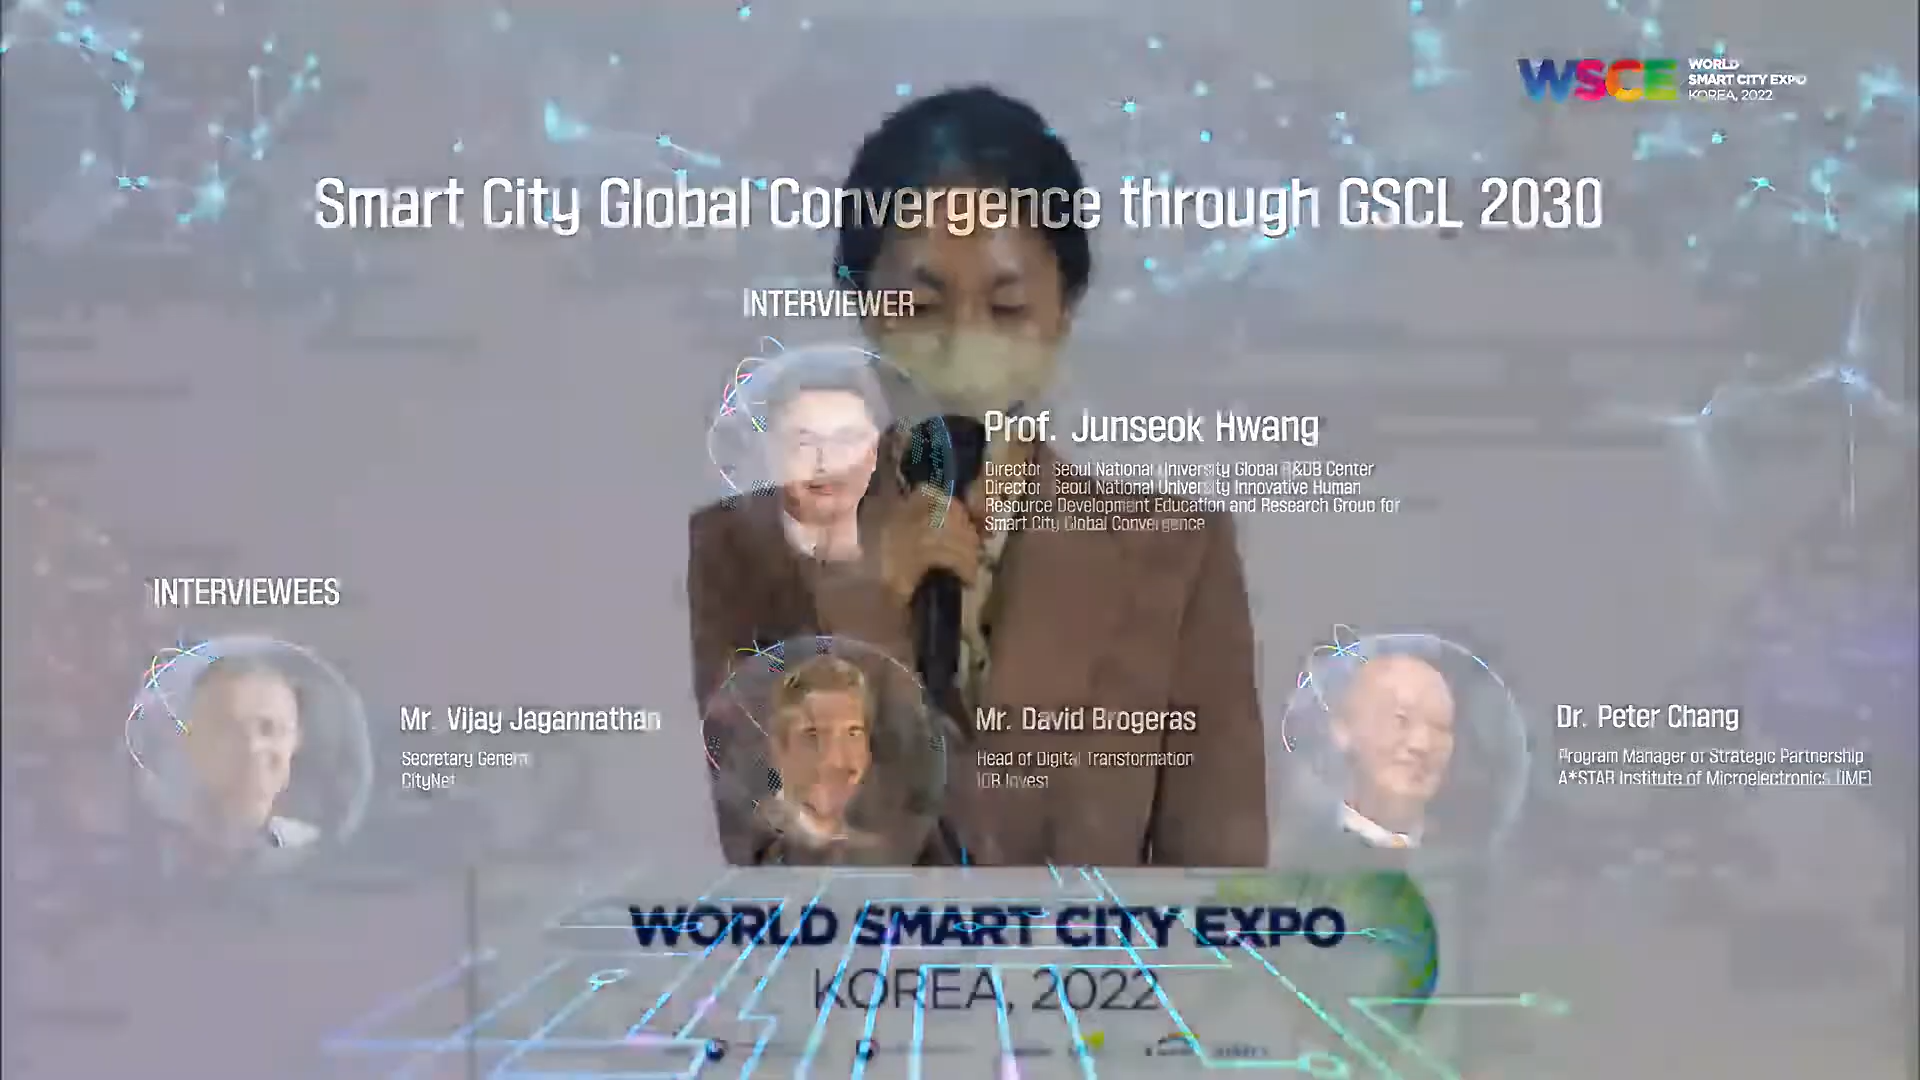 WSCE
WORLD
SMART CITY EXPO
KOREA, 2022
Smart City Global Convergence through GSCL 2030
INTERVIEWER
Prof. Junseok Hwang
Director Seoul National University Global R&DB Center
Director Seoul National University Innovative Human
Resource Development Education and Research Group for
Smart City Global Convergence
INTERVIEWEES
Mr. Vijay Jagannathan
Secretary General
CityNet
Mr. David Brogeras
Head of Digital Transformation
IDB Invest
Dr. Peter Chang
Program Manager of Strategic Partnership
A*STAR Institute of Microelectronics (IME)
WORLD SMART CITY EXPO
KOREA, 2022